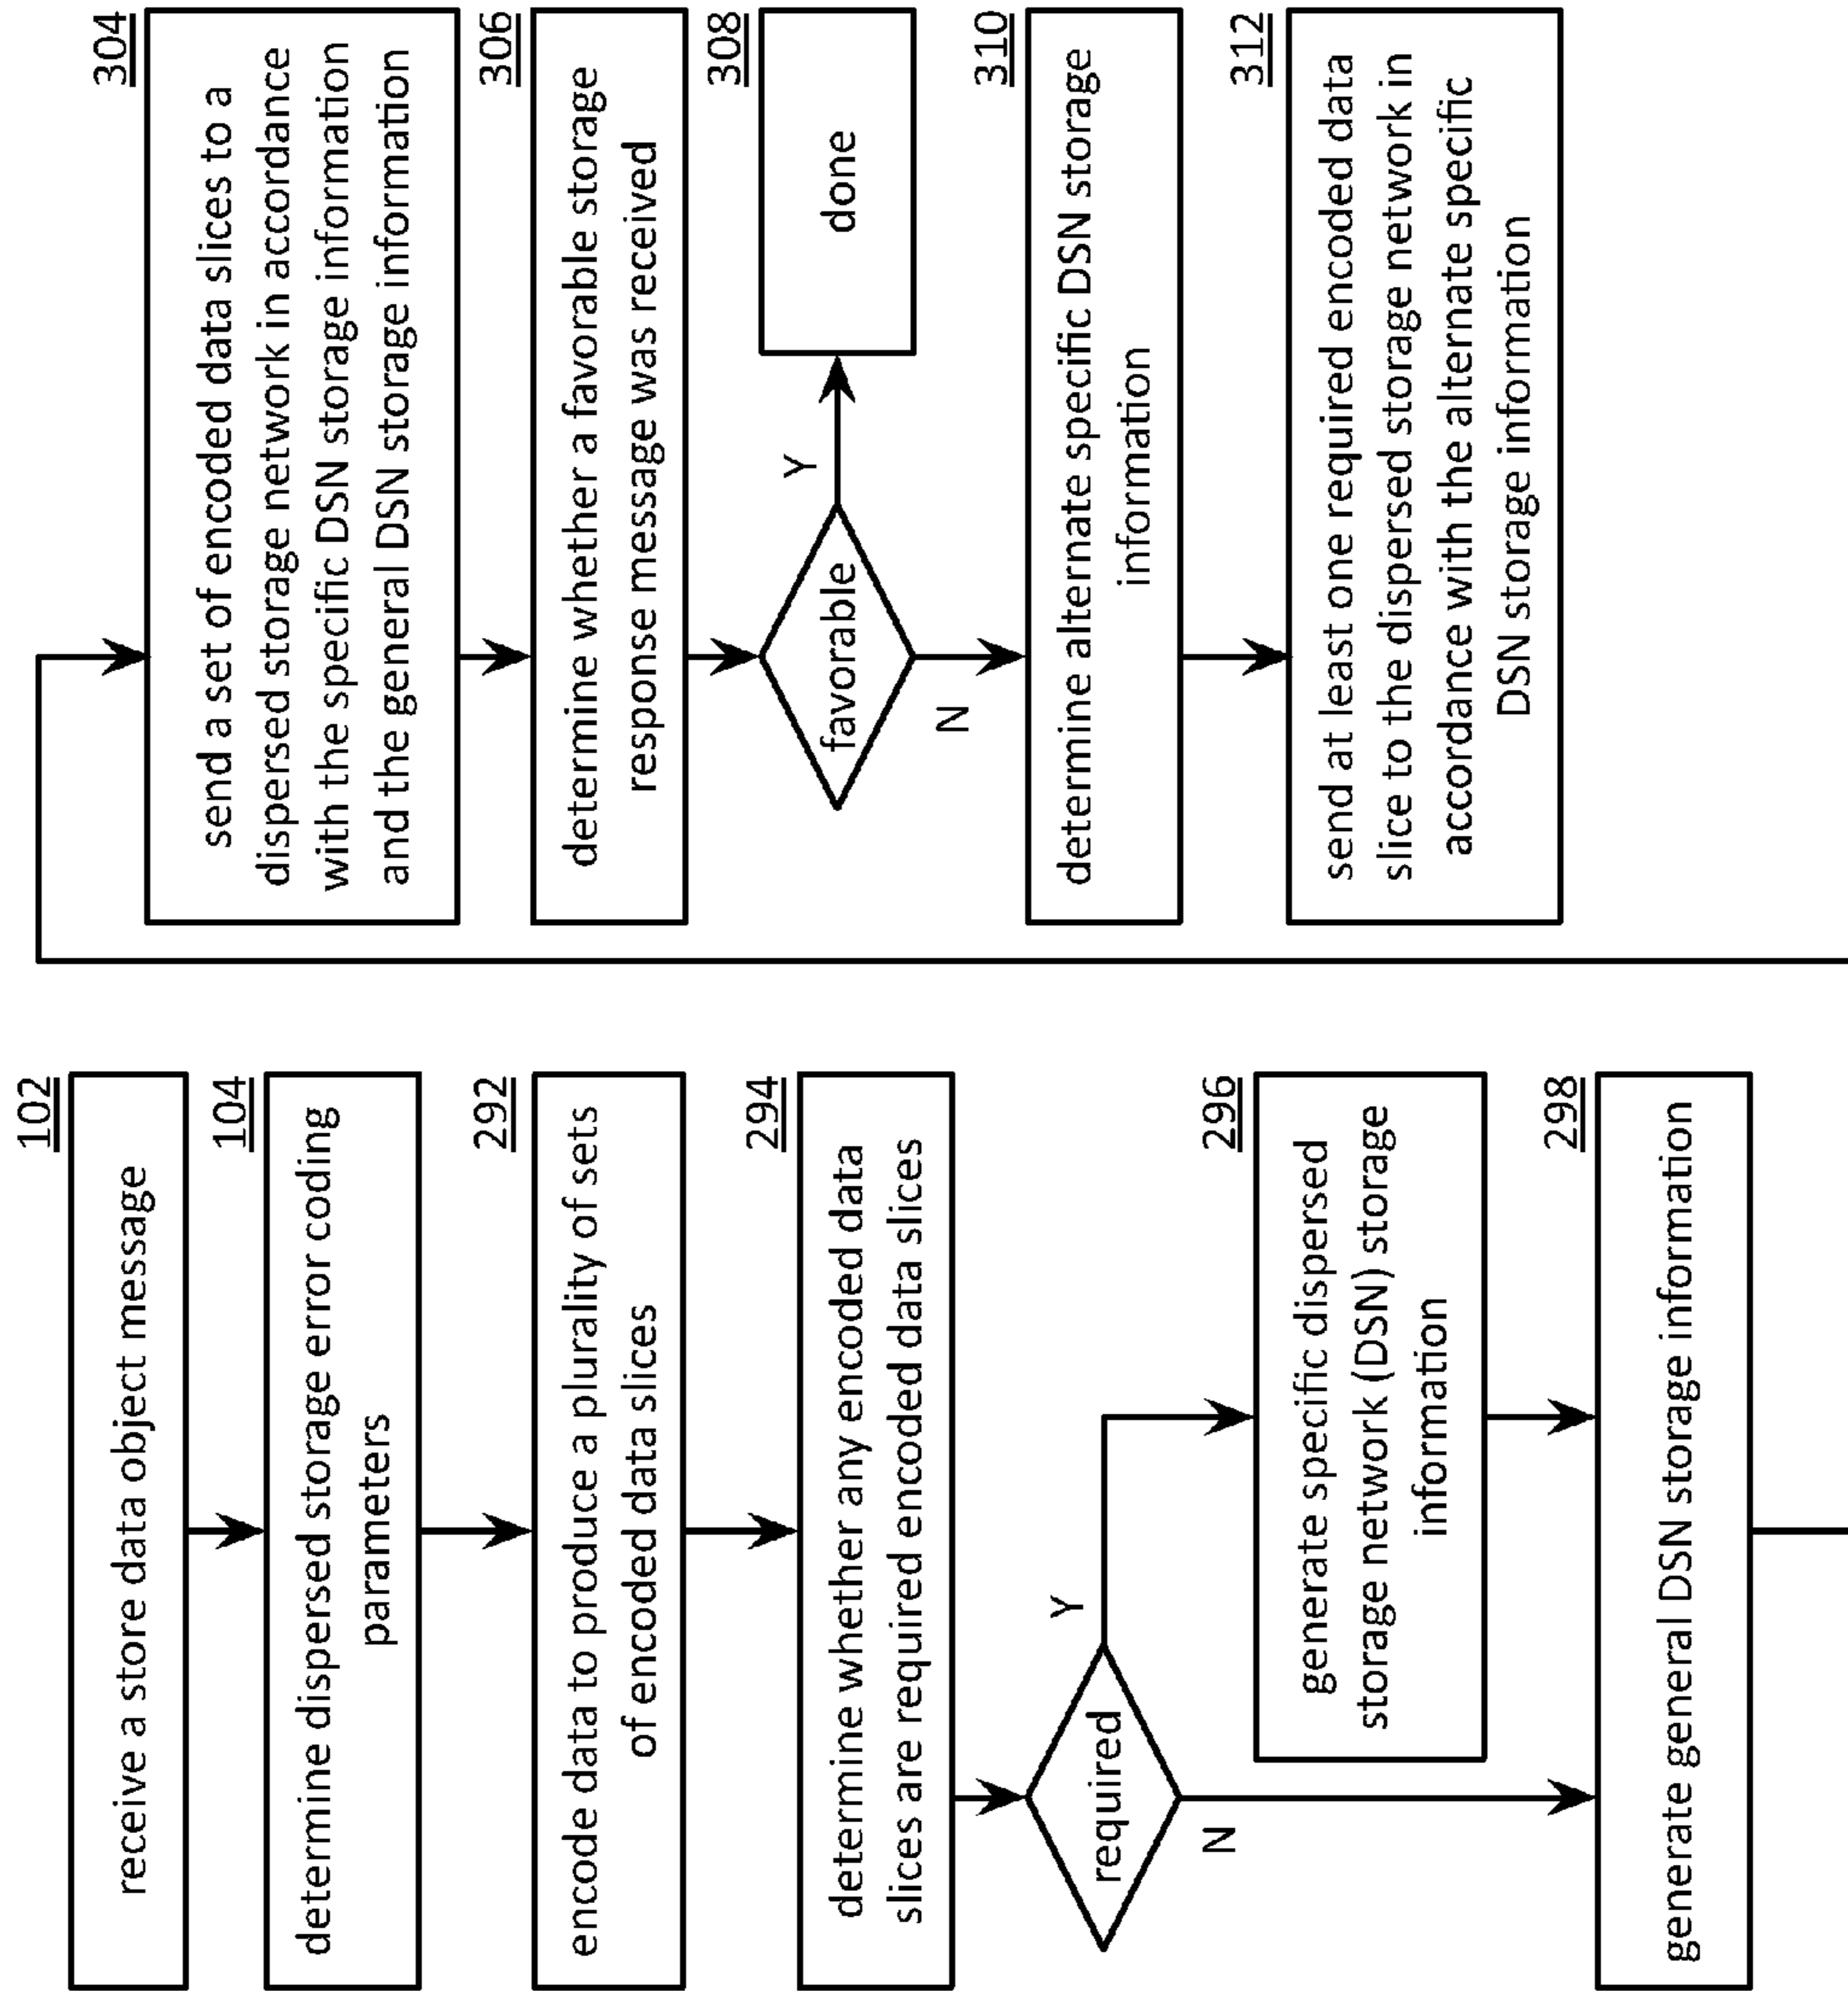 102
receive a store data object message
104
determine dispersed storage error coding
parameters
292
encode data to produce a plurality of sets
of encoded data slices
294
determine whether any encoded data
slices are required encoded data slices
required
Y
N
296
generate specific dispersed
storage network (DSN) storage
information
298
generate general DSN storage information
304
send a set of encoded data slices to a
dispersed storage network in accordance
with the specific DSN storage information
and the general DSN storage information
306
determine whether a favorable storage
response message was received
favorable
Y
N
308
done
310
determine alternate specific DSN storage
information
312
send at least one required encoded data
slice to the dispersed storage network in
accordance with the alternate specific
DSN storage information